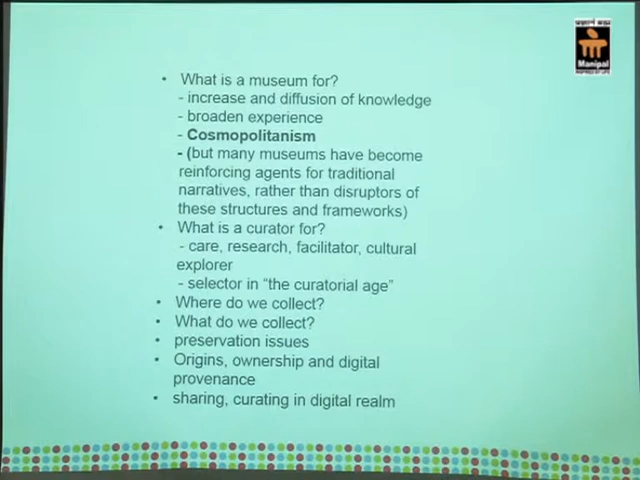 Manipal
INSPIRED BY LIFE
• What is a museum for?
- increase and diffusion of knowledge
- broaden experience
- Cosmopolitanism
- (but many museums have become
reinforcing agents for traditional
narratives, rather than disruptors of
these structures and frameworks)
• What is a curator for?
- care, research, facilitator, cultural
explorer
- selector in “the curatorial age”
• Where do we collect?
• What do we collect?
• preservation issues
• Origins, ownership and digital
provenance
• sharing, curating in digital realm